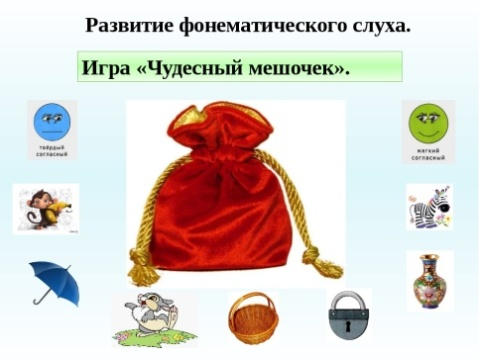 Развитие фонематического слуха.
Игра «Чудесный мешочек».
твёрдый
согласный
мягкий
согласный